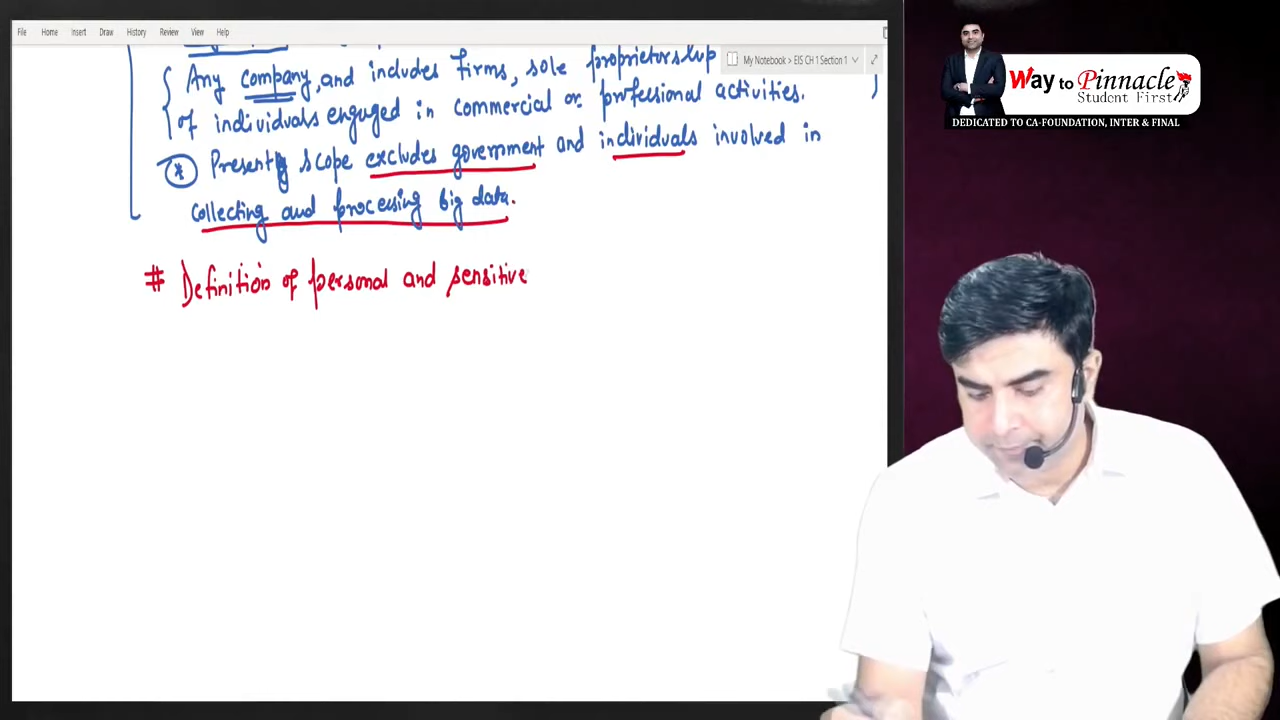 File Home Insert Draw History Review View Help
My Notebook > EIS CH 1 Section 1
Any company, and includes firms, sole proprietorship
of individuals engaged in commercial or professional activities.
* Presently scope excludes government and individuals involved in
collecting and processing big data.
# Definition of personal and sensitive
Way to Pinnacle
Student First
DEDICATED TO CA-FOUNDATION, INTER & FINAL